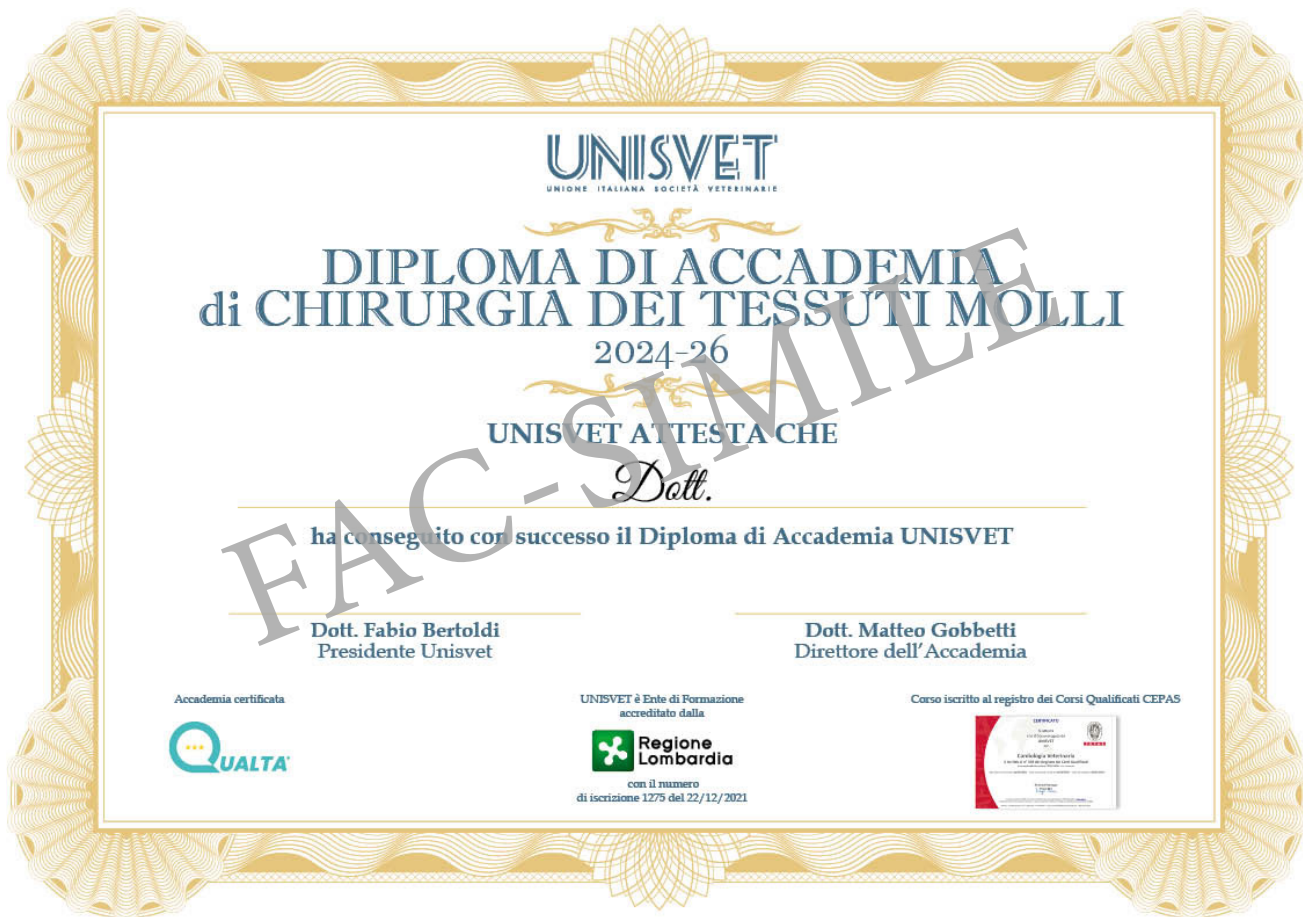 UNISVET
UNIONE ITALIANA SOCIETÀ VETERINARIE
DIPLOMA DI ACCADEMIA
di CHIRURGIA DEI TESSUTI MOLLI
2024-26
UNISVET ATTESTA CHE
Dott.
ha conseguito con successo il Diploma di Accademia UNISVET
FAC-SIMILE
Dott. Fabio Bertoldi
Presidente Unisvet
Dott. Matteo Gobbetti
Direttore dell'Accademia
Accademia certificata
QUALTA
UNISVET è Ente di Formazione
accreditato dalla
Regione
Lombardia
con il numero
di iscrizione 1275 del 22/12/2021
Corso iscritto al registro dei Corsi Qualificati CEPAS
CERTIFICATO
Cardiologia Veterinaria